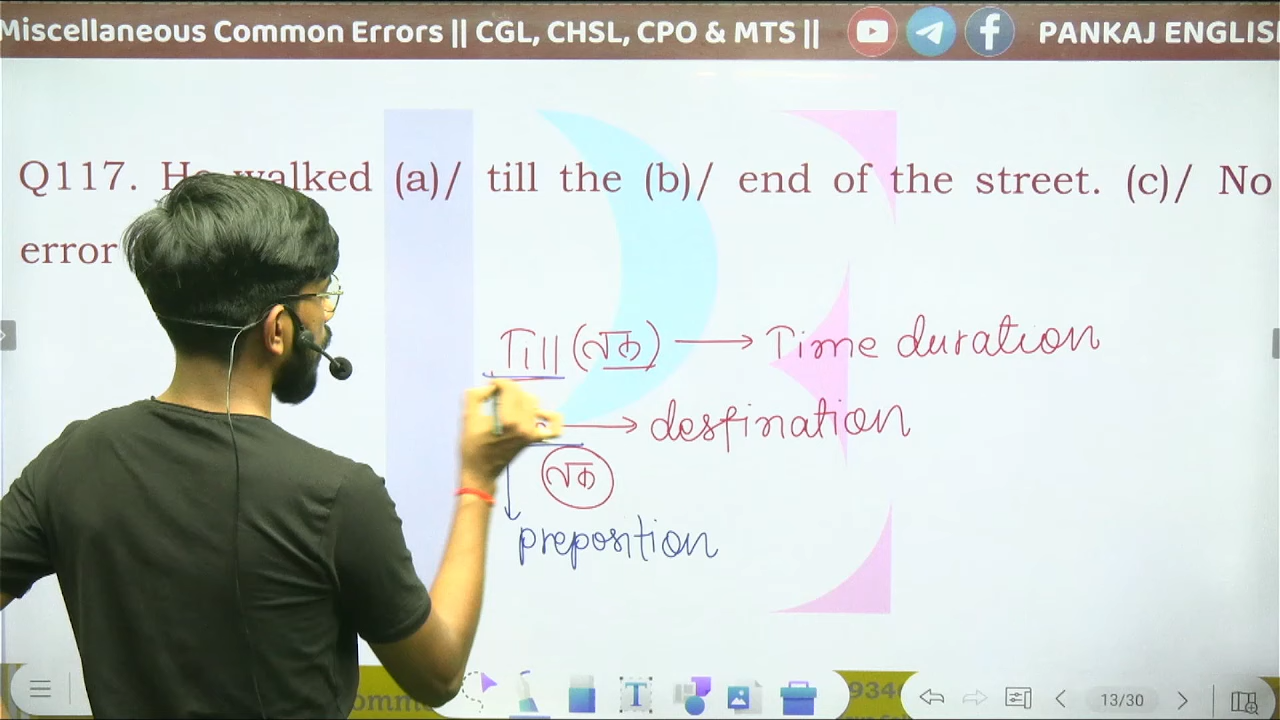 Miscellaneous Common Errors || CGL, CHSL, CPO & MTS || PANKAJ ENGLIS
Q117. He walked (a)/ till the (b)/ end of the street. (c)/ No
error
Till (तक) → Time duration
→ destination
तक
preposition
934
13/30